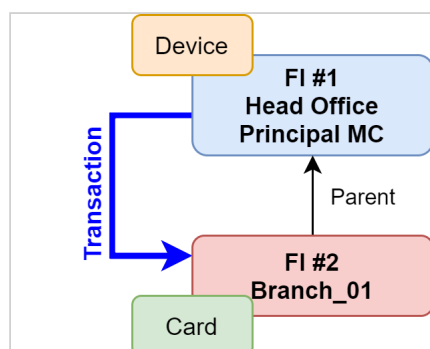 Device
FI #1
Head Office
Principal MC
Transaction
Parent
FI #2
Branch_01
Card